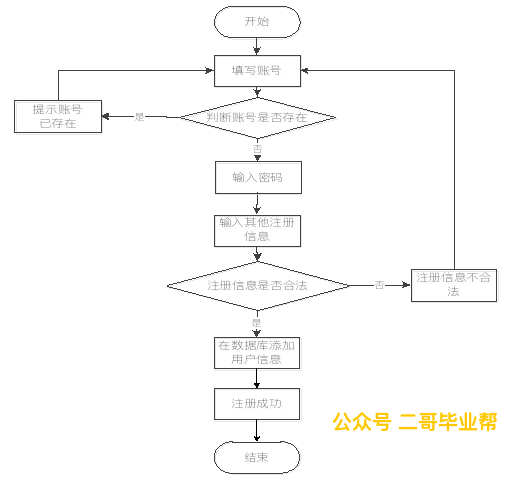 开始
填写账号
提示账号
已存在
是
判断账号是否存在
否
输入密码
输入其他注册
信息
注册信息是否合法
否
注册信息不合
法
是
在数据库添加
用户信息
注册成功
公众号 二哥毕业帮
结束